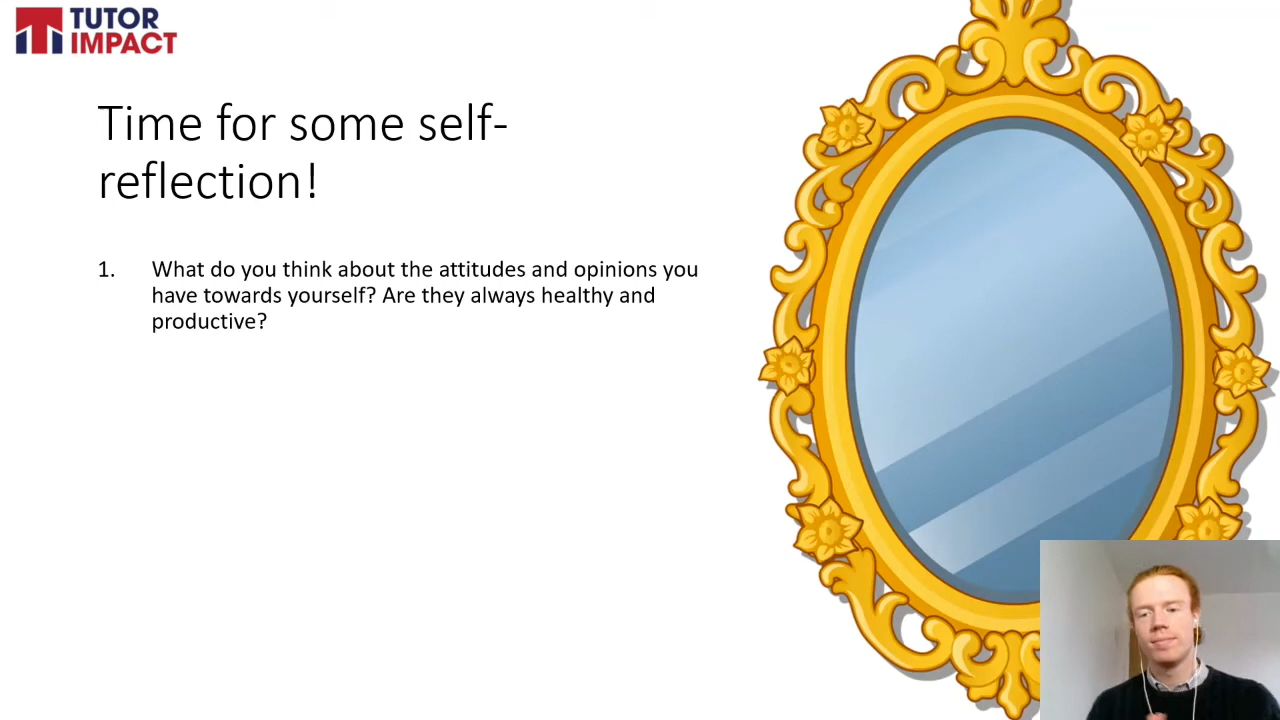 TUTOR
IMPACT
Time for some self-
reflection!
1. What do you think about the attitudes and opinions you
have towards yourself? Are they always healthy and
productive?